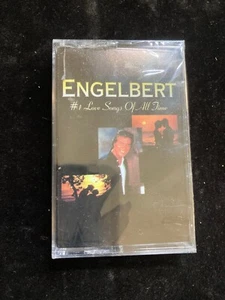 ENGELBERT
#1 Love Songs Of All Time